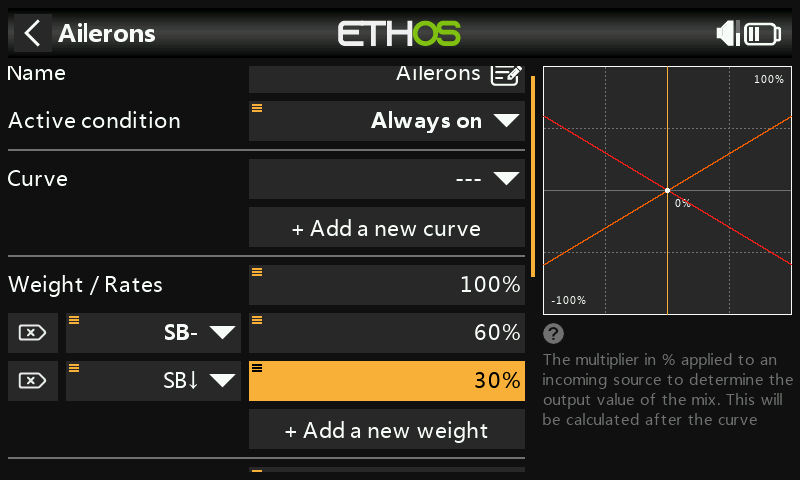 Ailerons
ETHOS
Name
Ailerons
Active condition
Always on
Curve
---
+ Add a new curve
Weight / Rates
100%
SB-
60%
SB↓
30%
+ Add a new weight
100%
0%
-100%
?
The multiplier in % applied to an
incoming source to determine the
output value of the mix. This will
be calculated after the curve